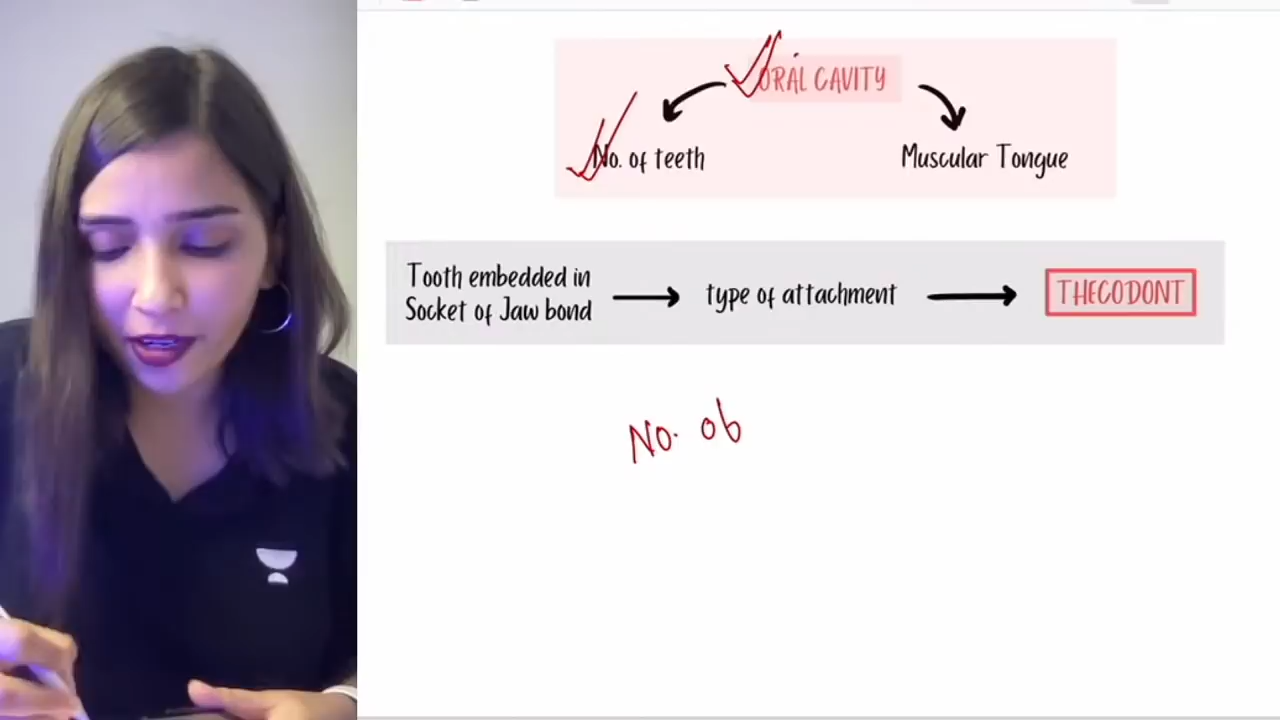 ORAL CAVITY
No. of teeth
Muscular Tongue
Tooth embedded in
Socket of Jaw bond
type of attachment
THECODONT
No. of